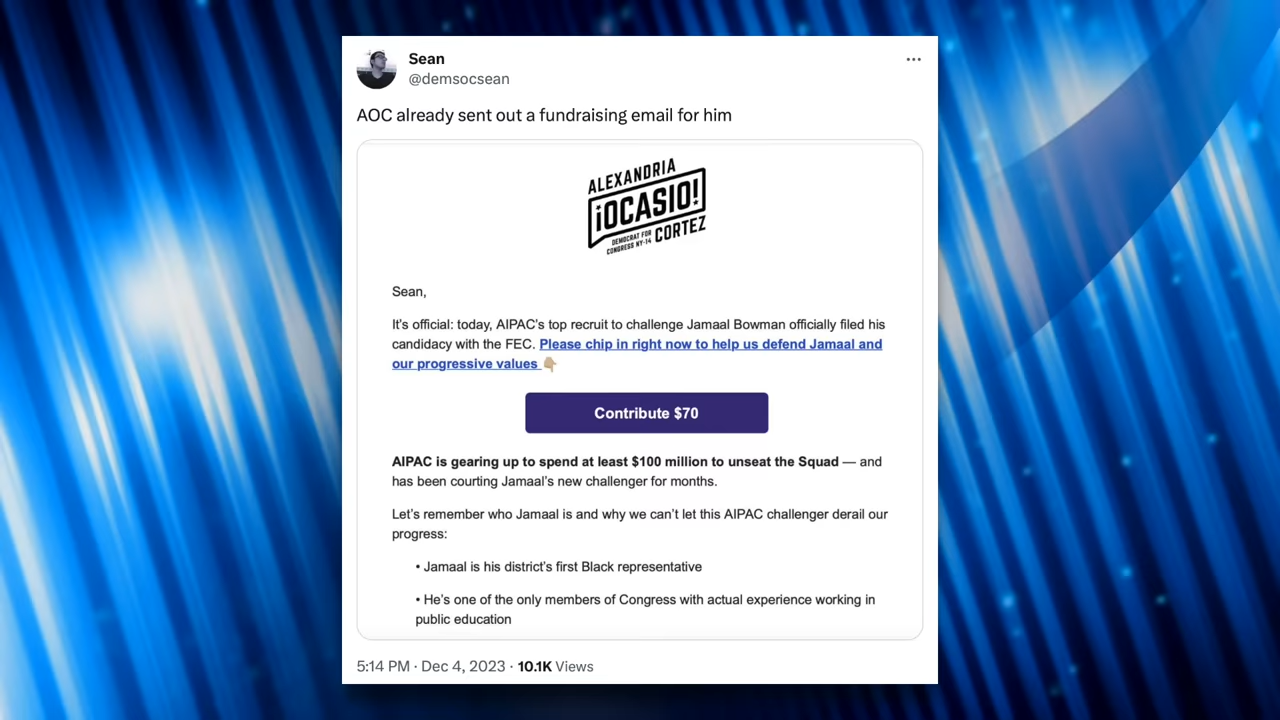 Sean
@demsocsean
AOC already sent out a fundraising email for him
ALEXANDRIA
¡OCASIO!
DEMOCRAT FOR
CONGRESS NY-14
CORTEZ
Sean,
It's official: today, AIPAC's top recruit to challenge Jamaal Bowman officially filed his
candidacy with the FEC. Please chip in right now to help us defend Jamaal and
our progressive values 👇🏼
Contribute $70
AIPAC is gearing up to spend at least $100 million to unseat the Squad — and
has been courting Jamaal's new challenger for months.
Let's remember who Jamaal is and why we can't let this AIPAC challenger derail our
progress:
• Jamaal is his district's first Black representative
• He's one of the only members of Congress with actual experience working in
public education
5:14 PM · Dec 4, 2023 · 10.1K Views